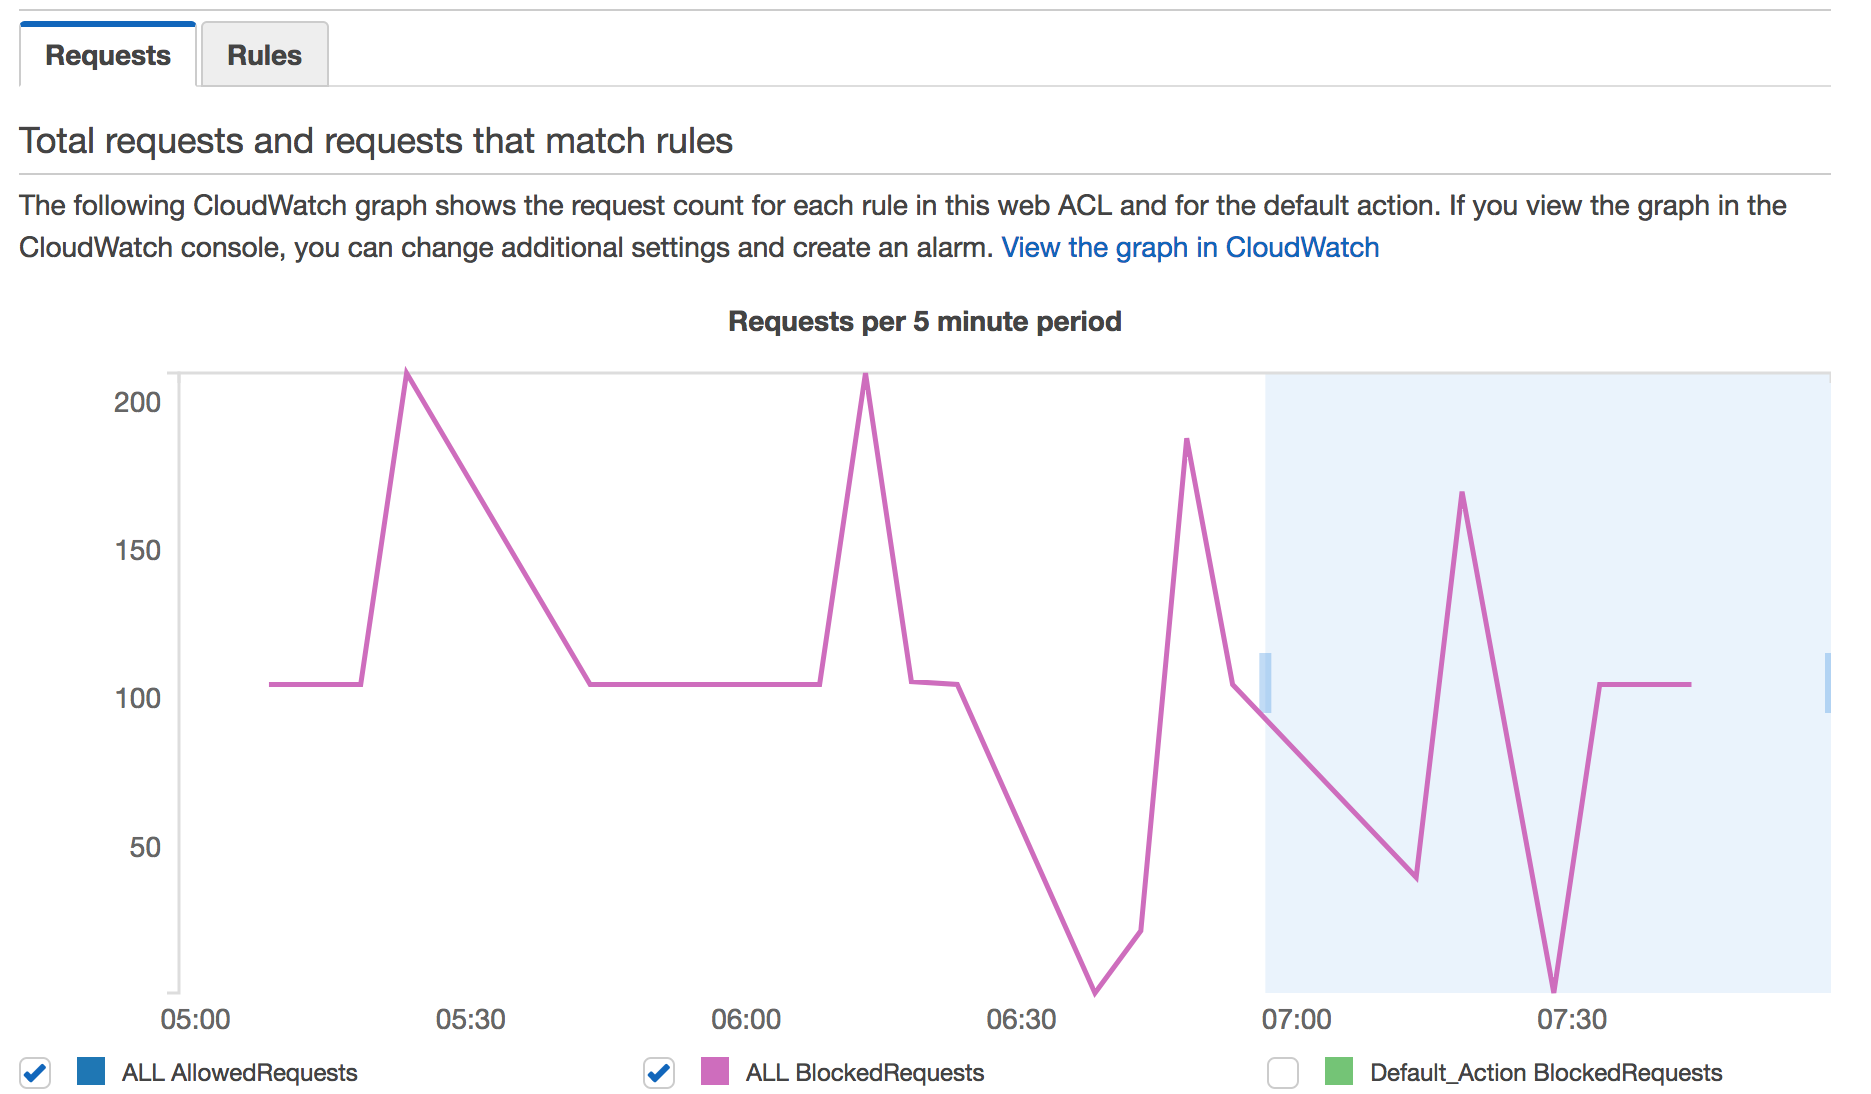 Requests
Rules
Total requests and requests that match rules
The following CloudWatch graph shows the request count for each rule in this web ACL and for the default action. If you view the graph in the
CloudWatch console, you can change additional settings and create an alarm. View the graph in CloudWatch
Requests per 5 minute period
200
150
100
50
05:00
05:30
06:00
06:30
07:00
07:30
ALL AllowedRequests
ALL BlockedRequests
Default_Action BlockedRequests